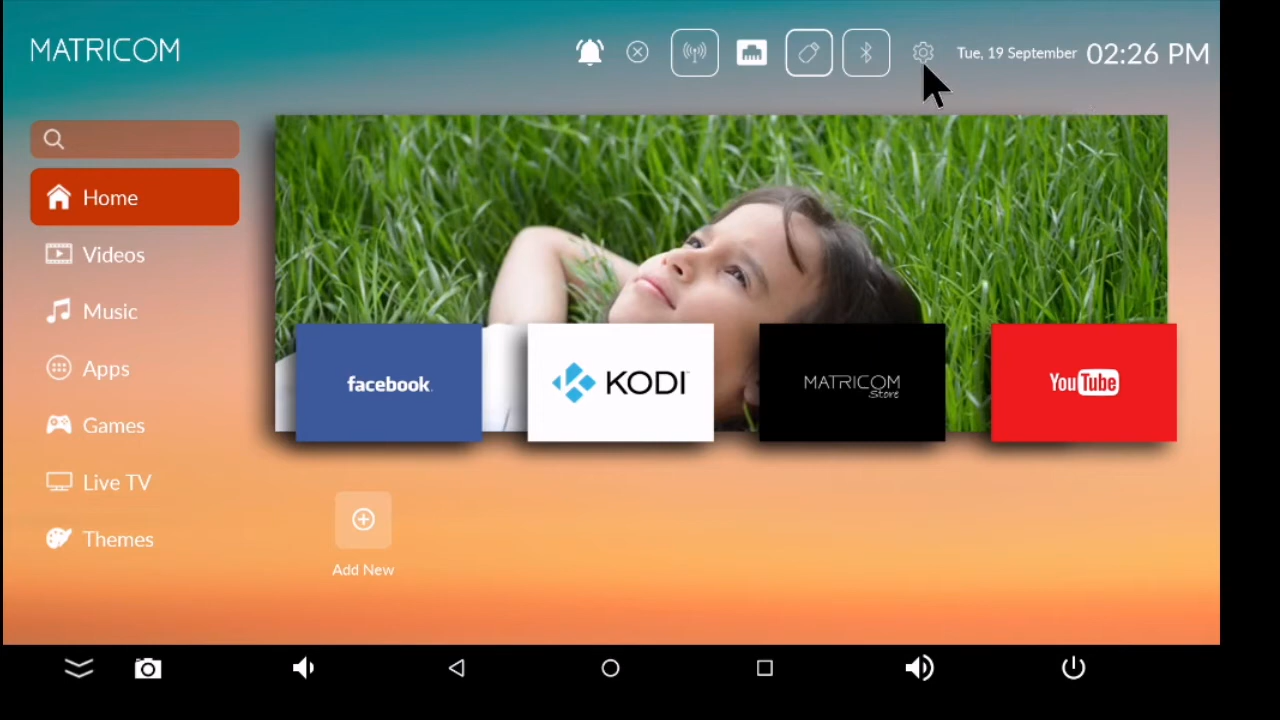 MATRICOM
Tue, 19 September 02:26 PM
Home
Videos
Music
Apps
Games
Live TV
Themes
facebook.
KODI™
MATRICOM
Store
YouTube
Add New